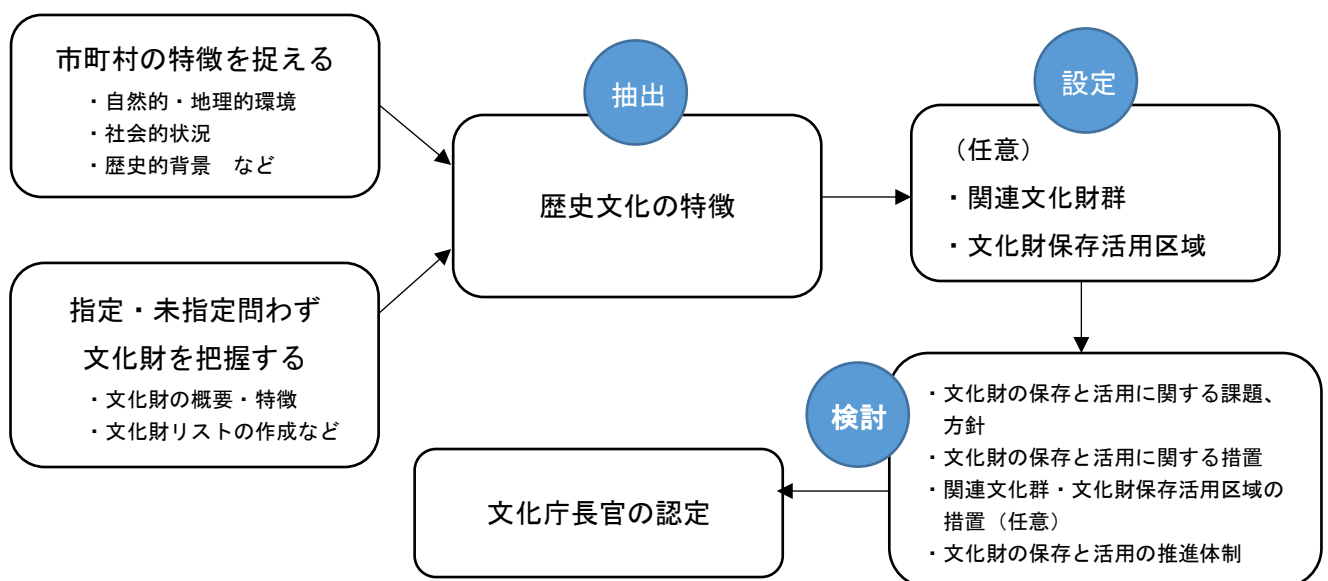 市町村の特徴を捉える
・自然的・地理的環境
・社会的状況
・歴史的背景　など
指定・未指定問わず
文化財を把握する
・文化財の概要・特徴
・文化財リストの作成など
抽出
歴史文化の特徴
設定
（任意）
・関連文化財群
・文化財保存活用区域
検討
・文化財の保存と活用に関する課題、
方針
・文化財の保存と活用に関する措置
・関連文化群・文化財保存活用区域の
措置（任意）
・文化財の保存と活用の推進体制
文化庁長官の認定